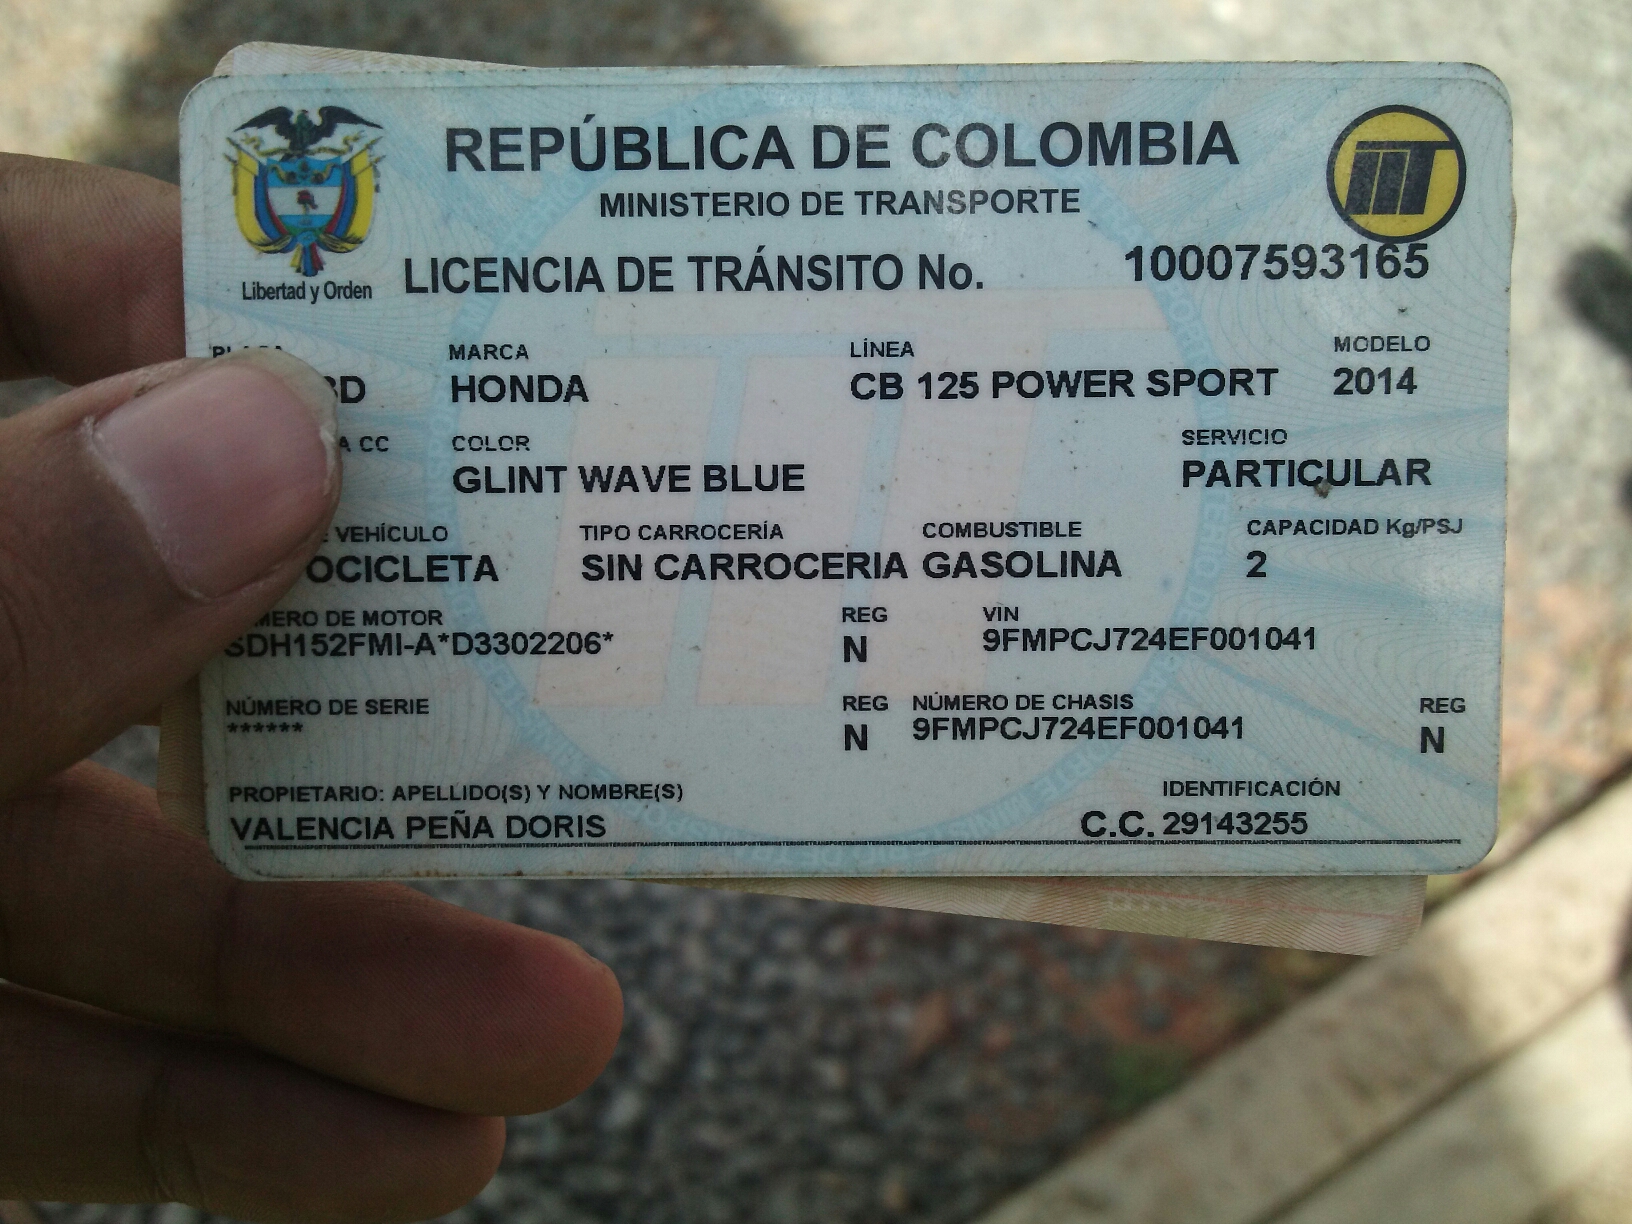 REPÚBLICA DE COLOMBIA
MINISTERIO DE TRANSPORTE
Libertad y Orden
LICENCIA DE TRÁNSITO No. 10007593165
MARCA LÍNEA MODELO
HONDA CB 125 POWER SPORT 2014
CC COLOR SERVICIO
GLINT WAVE BLUE PARTICULAR
VEHÍCULO TIPO CARROCERÍA COMBUSTIBLE CAPACIDAD Kg/PSJ
OCICLETA SIN CARROCERIA GASOLINA 2
MERO DE MOTOR REG VIN
SDH152FMI-A*D3302206* N 9FMPCJ724EF001041
NÚMERO DE SERIE REG NÚMERO DE CHASIS REG
****** N 9FMPCJ724EF001041 N
PROPIETARIO: APELLIDO(S) Y NOMBRE(S) IDENTIFICACIÓN
VALENCIA PEÑA DORIS C.C. 29143255